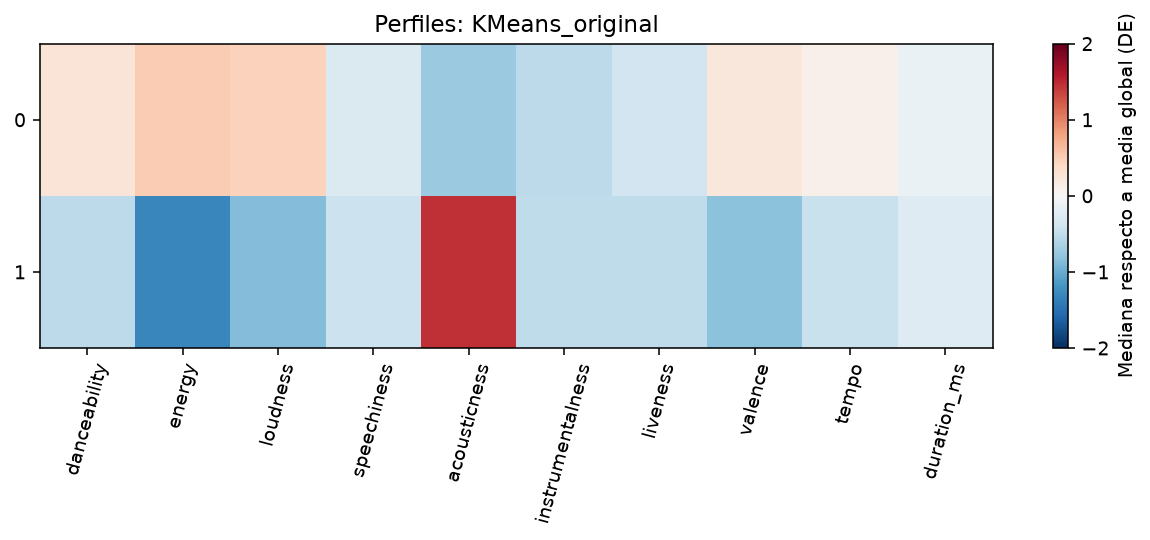 Perfiles: KMeans_original
0
1
danceability
energy
loudness
speechiness
acousticness
instrumentalness
liveness
valence
tempo
duration_ms
2
1
0
−1
−2
Mediana respecto a media global (DE)